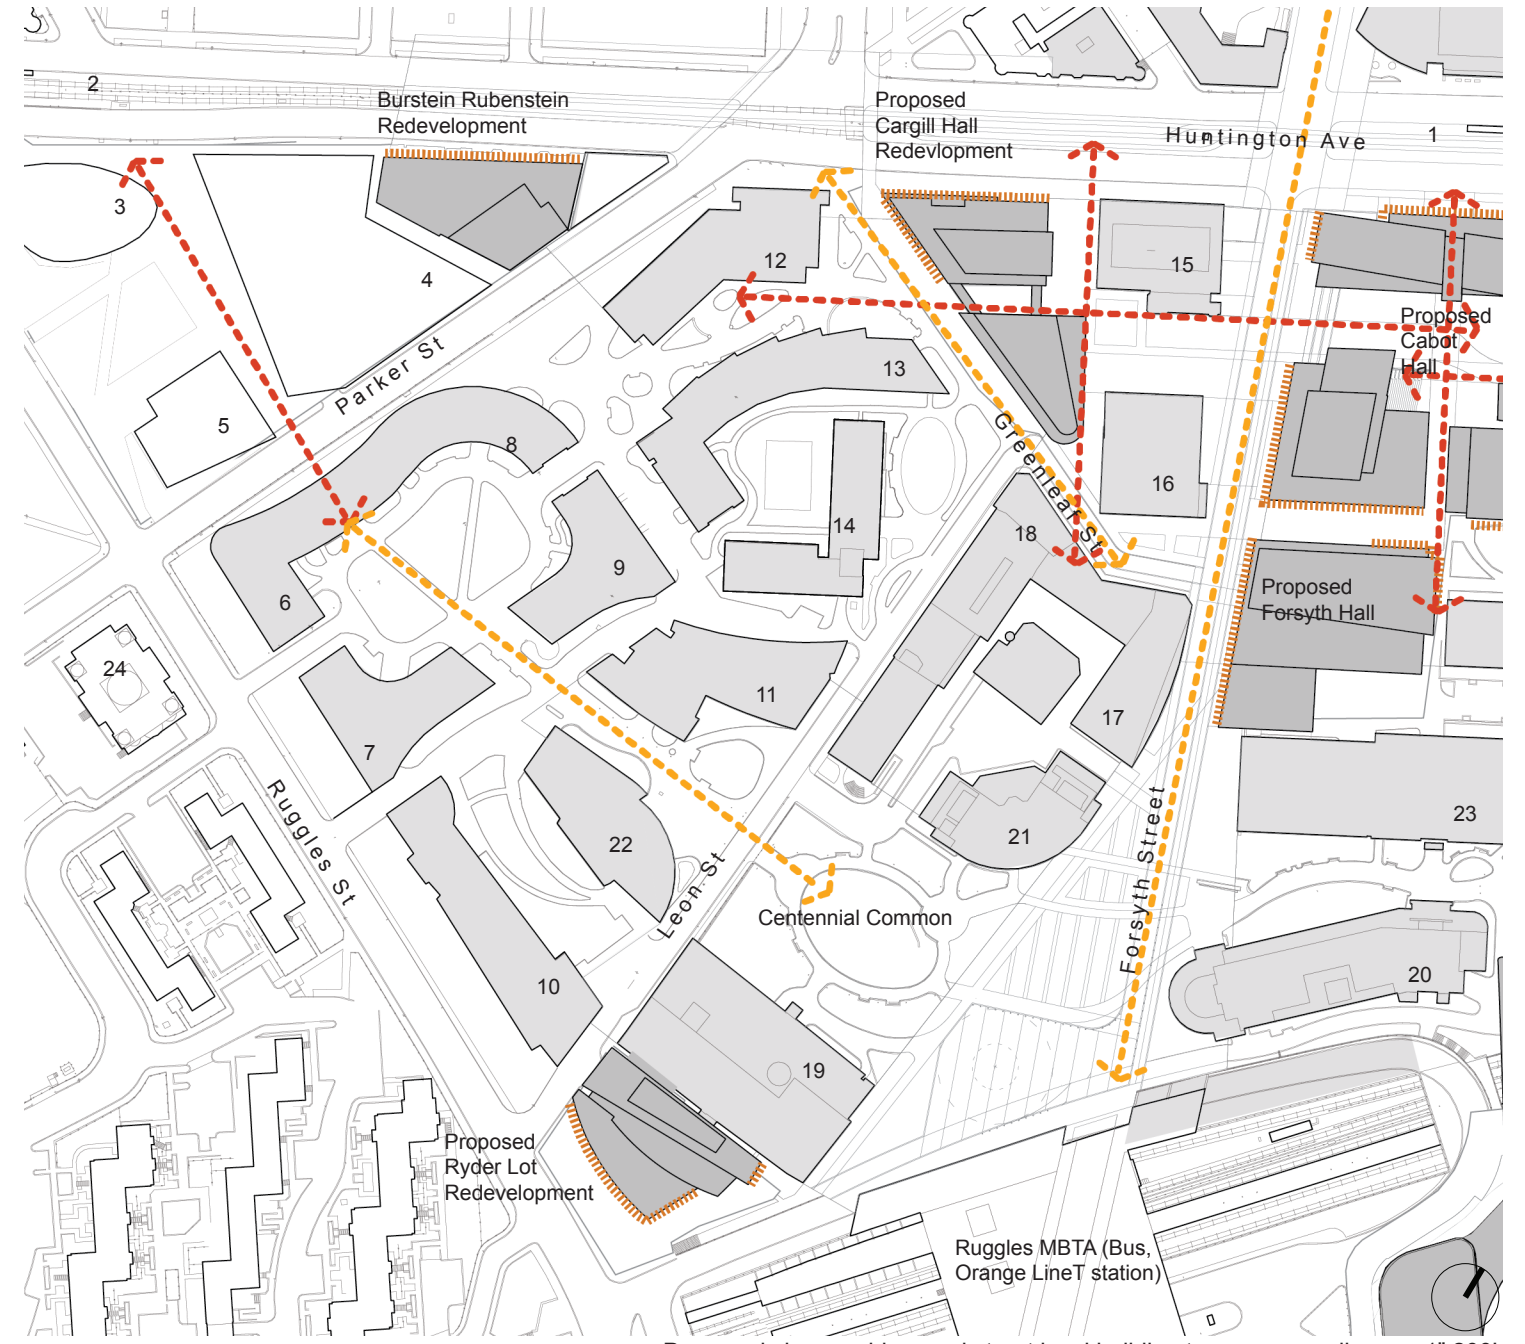 2
Burstein Rubenstein
Redevelopment
Proposed
Cargill Hall
Redevlopment
Huntington Ave
1
3
4
12
15
Proposed
Cabot
Hall
Parker St
13
5
8
Greenleaf St
16
14
18
9
Proposed
Forsyth Hall
6
24
11
17
7
Ruggles St
22
21
23
Forsyth Street
Leon St
Centennial Common
10
20
19
Proposed
Ryder Lot
Redevelopment
Ruggles MBTA (Bus,
Orange LineT station)